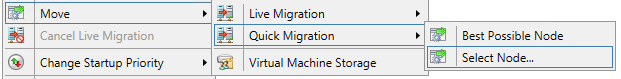 Move
Cancel Live Migration
Change Startup Priority
Live Migration
Quick Migration
Virtual Machine Storage
Best Possible Node
Select Node...